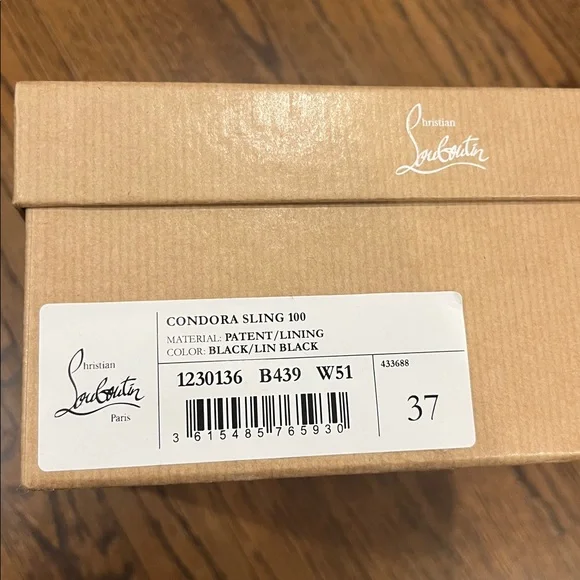 Christian
Louboutin
CONDORA SLING 100
MATERIAL: PATENT/LINING
COLOR: BLACK/LIN BLACK
Christian
Louboutin
Paris
1230136 B439 W51
3 615485 765930
433688
37